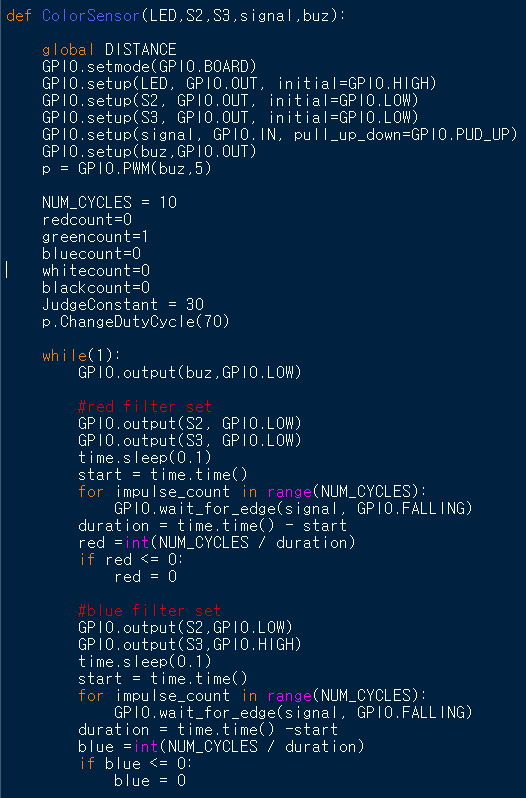 def ColorSensor(LED,S2,S3,signal,buz):
global DISTANCE
GPIO.setmode(GPIO.BOARD)
GPIO.setup(LED, GPIO.OUT, initial=GPIO.HIGH)
GPIO.setup(S2, GPIO.OUT, initial=GPIO.LOW)
GPIO.setup(S3, GPIO.OUT, initial=GPIO.LOW)
GPIO.setup(signal, GPIO.IN, pull_up_down=GPIO.PUD_UP)
GPIO.setup(buz,GPIO.OUT)
p = GPIO.PWM(buz,5)
NUM_CYCLES = 10
redcount=0
greencount=1
bluecount=0
whitecount=0
blackcount=0
JudgeConstant = 30
p.ChangeDutyCycle(70)
while(1):
GPIO.output(buz,GPIO.LOW)
#red filter set
GPIO.output(S2, GPIO.LOW)
GPIO.output(S3, GPIO.LOW)
time.sleep(0.1)
start = time.time()
for impulse_count in range(NUM_CYCLES):
GPIO.wait_for_edge(signal, GPIO.FALLING)
duration = time.time() - start
red =int(NUM_CYCLES / duration)
if red <= 0:
red = 0
#blue filter set
GPIO.output(S2,GPIO.LOW)
GPIO.output(S3,GPIO.HIGH)
time.sleep(0.1)
start = time.time()
for impulse_count in range(NUM_CYCLES):
GPIO.wait_for_edge(signal, GPIO.FALLING)
duration = time.time() -start
blue =int(NUM_CYCLES / duration)
if blue <= 0:
blue = 0